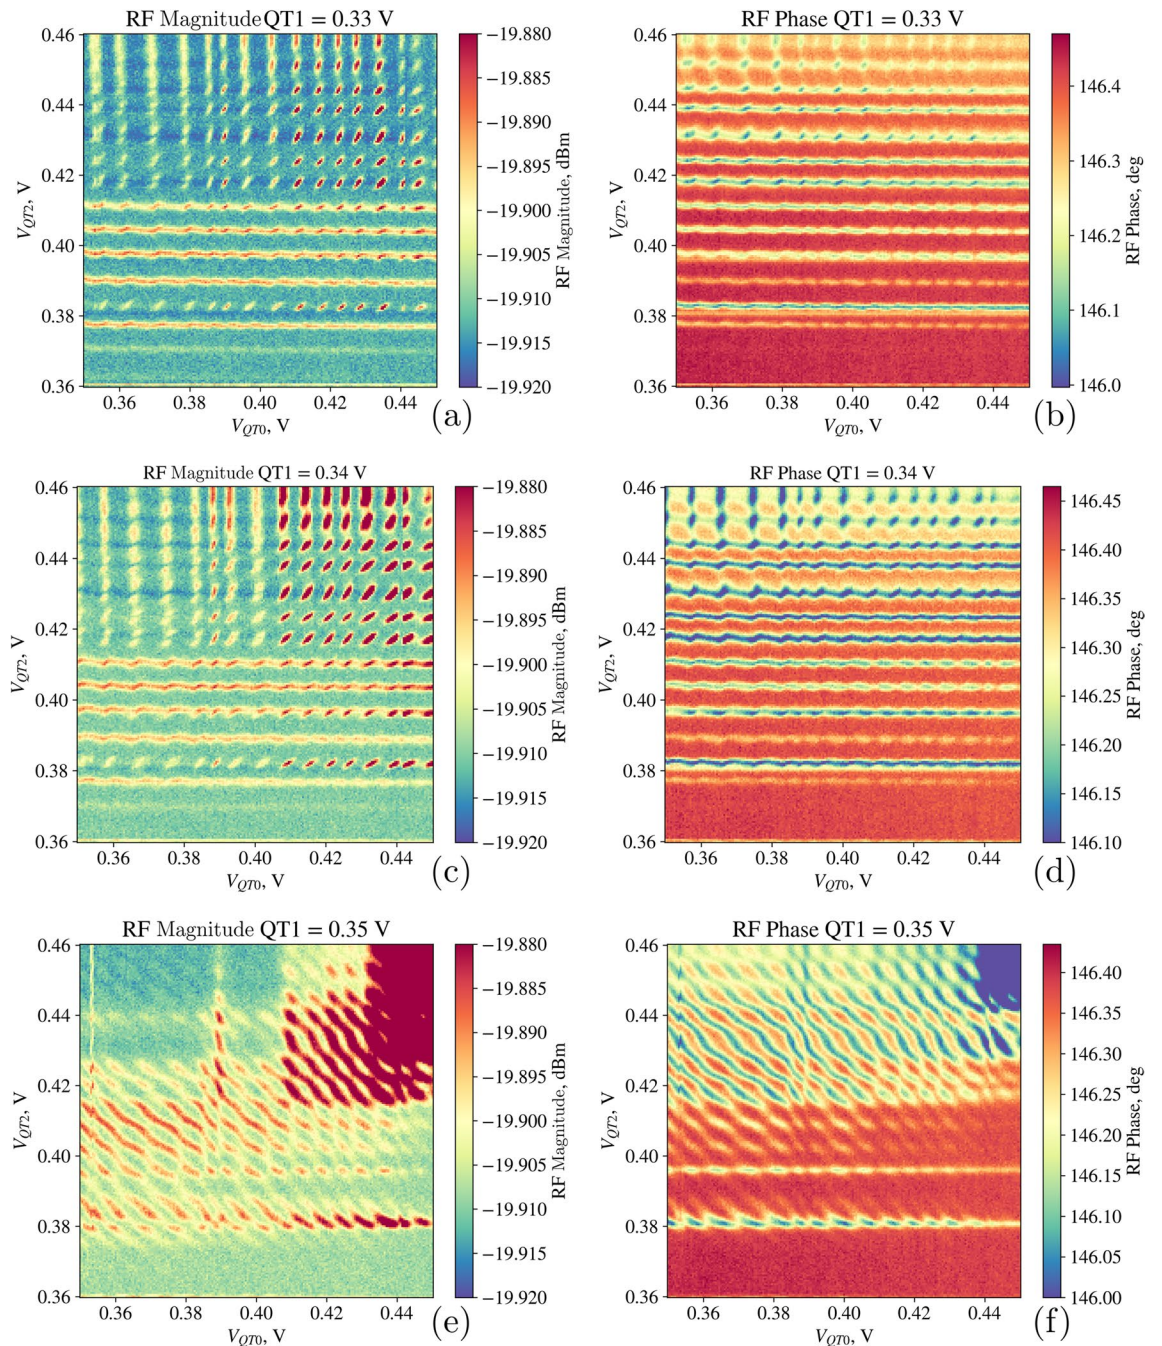 RF Magnitude QT1 = 0.33 V
0.46
0.44
0.42
0.40
0.38
0.36
V_QT2, V
0.36 0.38 0.40 0.42 0.44
V_QT0, V
−19.880
−19.885
−19.890
−19.895
−19.900
−19.905
−19.910
−19.915
−19.920
RF Magnitude, dBm
(a)
RF Phase QT1 = 0.33 V
0.46
0.44
0.42
0.40
0.38
0.36
V_QT2, V
0.36 0.38 0.40 0.42 0.44
V_QT0, V
146.4
146.3
146.2
146.1
146.0
RF Phase, deg
(b)
RF Magnitude QT1 = 0.34 V
0.46
0.44
0.42
0.40
0.38
0.36
V_QT2, V
0.36 0.38 0.40 0.42 0.44
V_QT0, V
−19.880
−19.885
−19.890
−19.895
−19.900
−19.905
−19.910
−19.915
−19.920
RF Magnitude, dBm
(c)
RF Phase QT1 = 0.34 V
0.46
0.44
0.42
0.40
0.38
0.36
V_QT2, V
0.36 0.38 0.40 0.42 0.44
V_QT0, V
146.45
146.40
146.35
146.30
146.25
146.20
146.15
146.10
RF Phase, deg
(d)
RF Magnitude QT1 = 0.35 V
0.46
0.44
0.42
0.40
0.38
0.36
V_QT2, V
0.36 0.38 0.40 0.42 0.44
V_QT0, V
−19.880
−19.885
−19.890
−19.895
−19.900
−19.905
−19.910
−19.915
−19.920
RF Magnitude, dBm
(e)
RF Phase QT1 = 0.35 V
0.46
0.44
0.42
0.40
0.38
0.36
V_QT2, V
0.36 0.38 0.40 0.42 0.44
V_QT0, V
146.40
146.35
146.30
146.25
146.20
146.15
146.10
146.05
146.00
RF Phase, deg
(f)